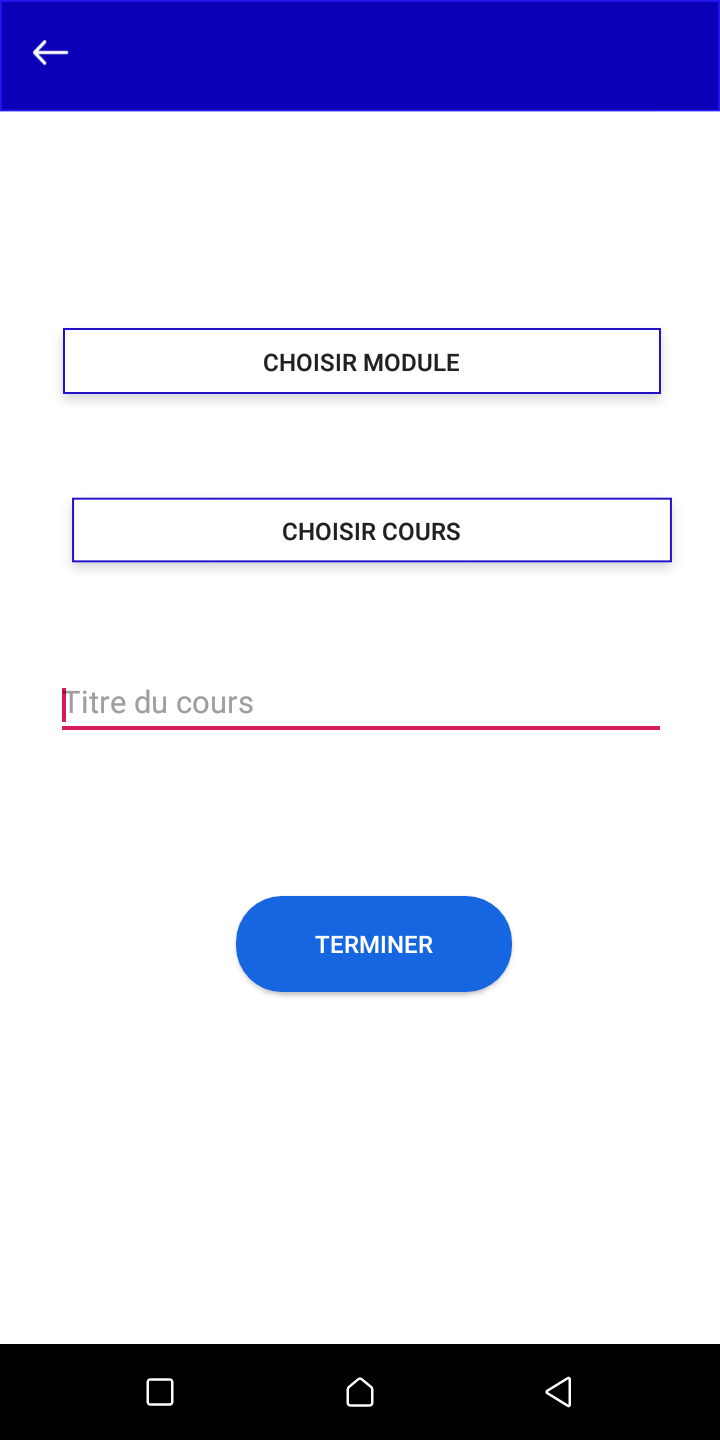 CHOISIR MODULE
CHOISIR COURS
Titre du cours
TERMINER